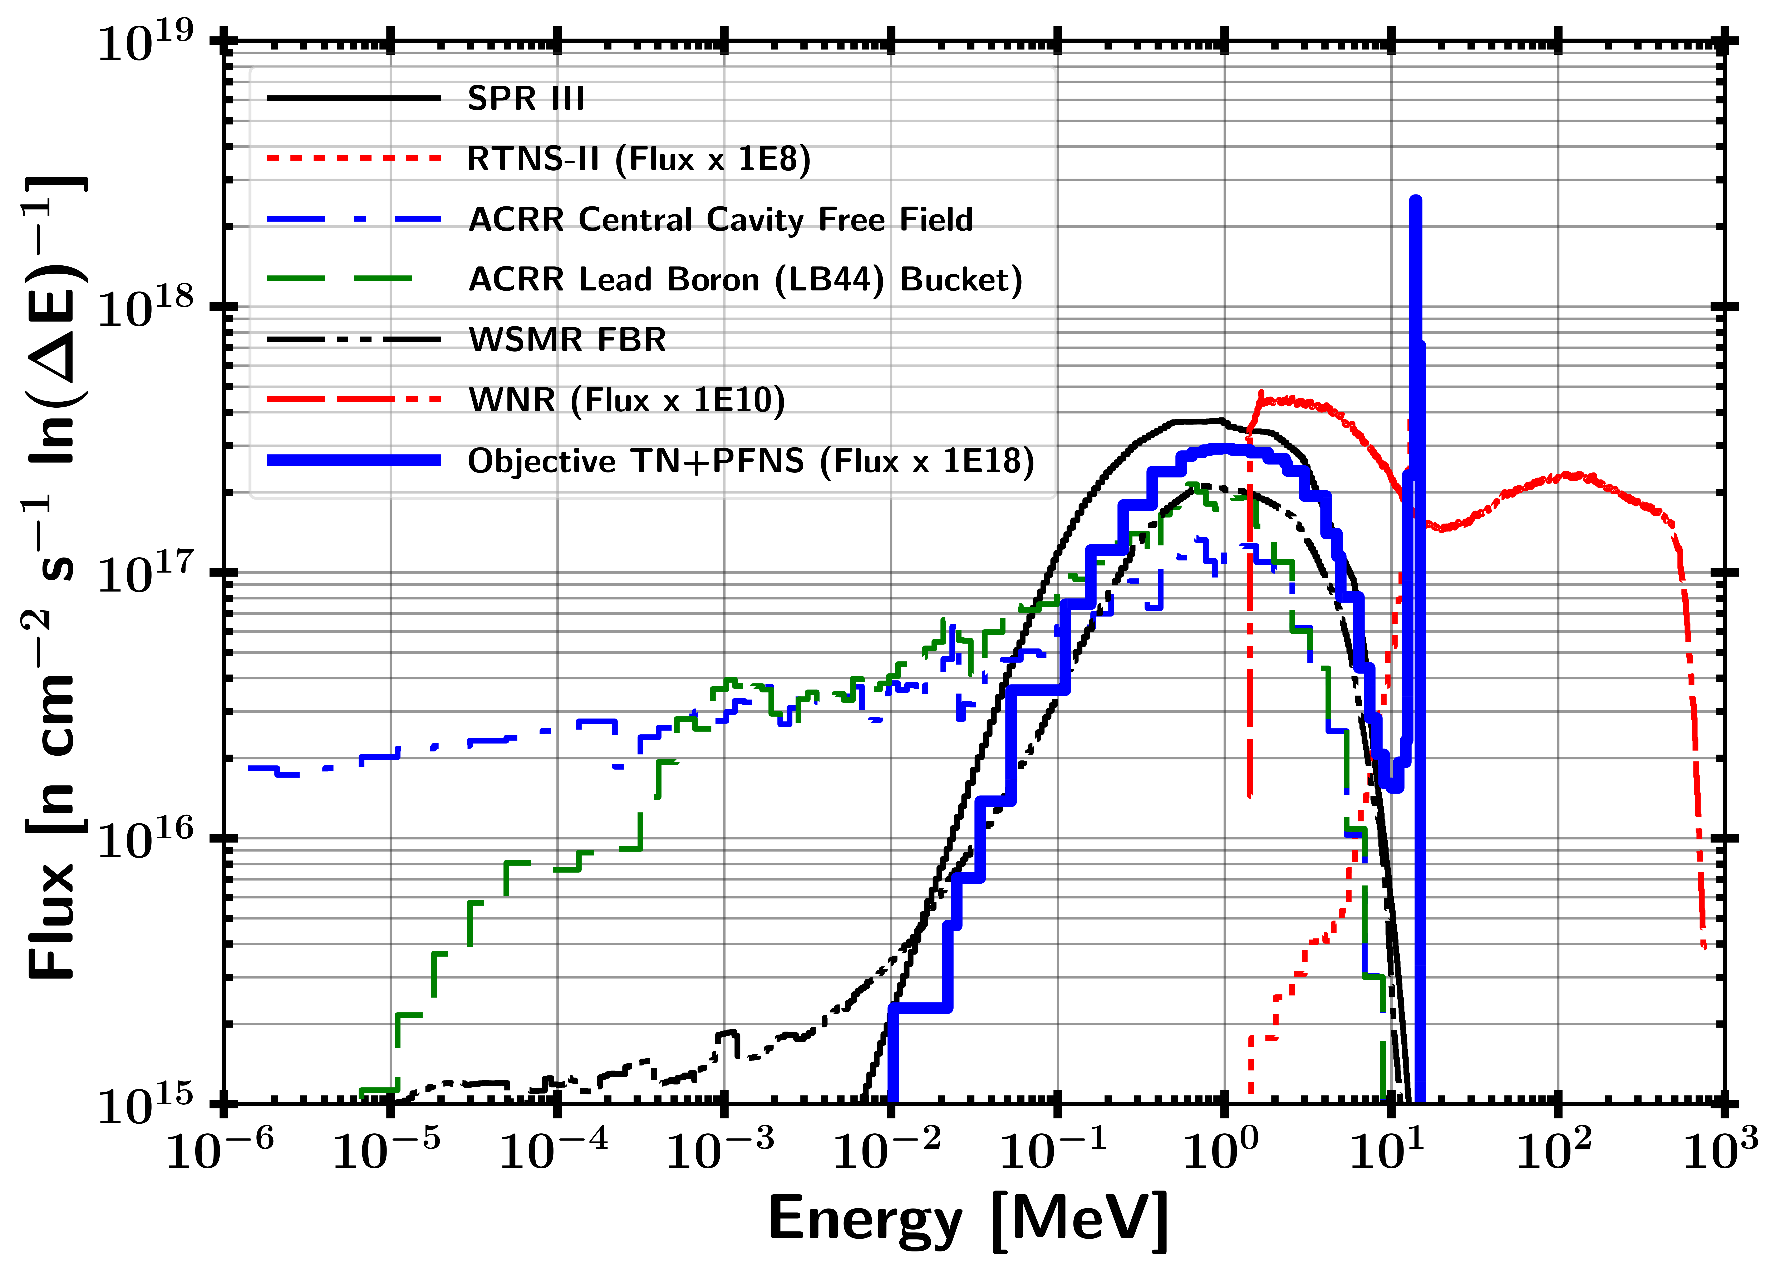 10^19
10^18
10^17
10^16
10^15
Flux [n cm^−2 s^−1 ln(ΔE)^−1]
SPR III
RTNS-II (Flux x 1E8)
ACRR Central Cavity Free Field
ACRR Lead Boron (LB44) Bucket)
WSMR FBR
WNR (Flux x 1E10)
Objective TN+PFNS (Flux x 1E18)
10^−6 10^−5 10^−4 10^−3 10^−2 10^−1 10^0 10^1 10^2 10^3
Energy [MeV]